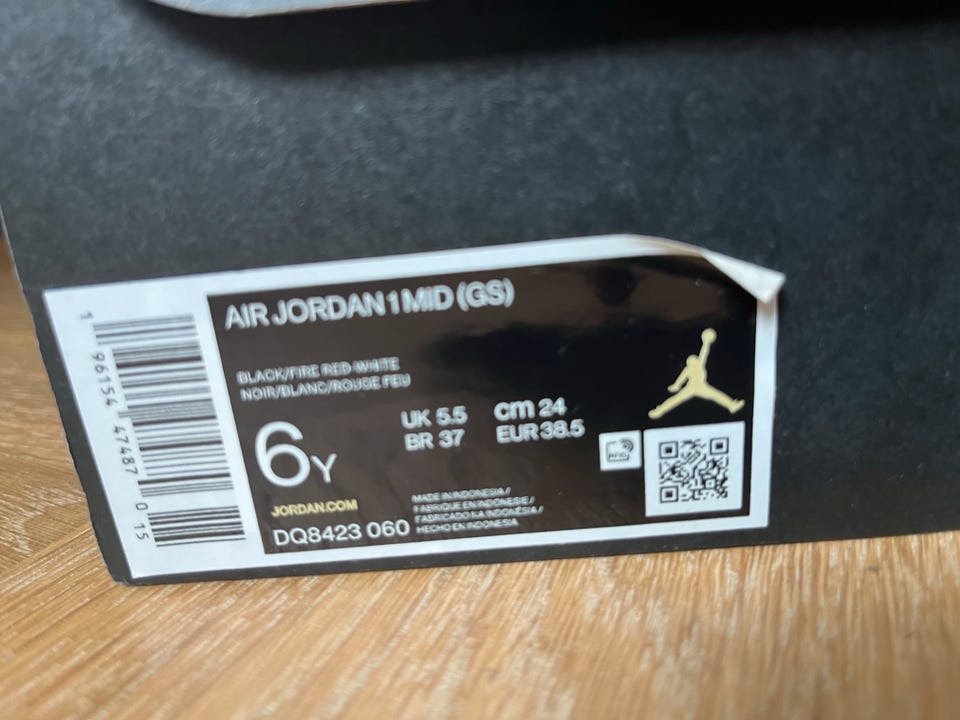 AIR JORDAN 1 MID (GS)
BLACK/FIRE RED-WHITE
NOIR/BLANC/ROUGE FEU
6Y
UK 5.5 cm 24
BR 37 EUR 38.5
RFID
JORDAN.COM
DQ8423 060
MADE IN INDONESIA /
FABRIQUE EN INDONESIE /
FABRICADO NA INDONÉSIA /
HECHO EN INDONESIA
1 96154 47487 0 15